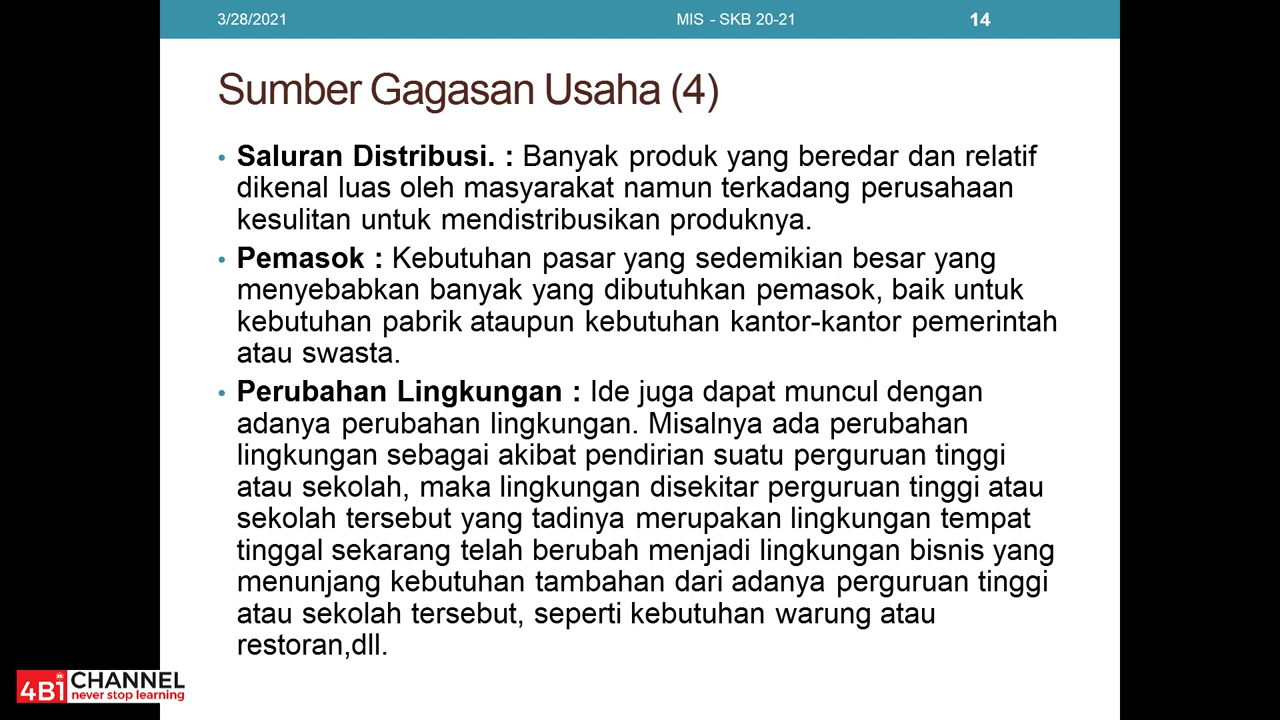 3/28/2021 MIS - SKB 20-21 14
Sumber Gagasan Usaha (4)
• Saluran Distribusi. : Banyak produk yang beredar dan relatif
dikenal luas oleh masyarakat namun terkadang perusahaan
kesulitan untuk mendistribusikan produknya.
• Pemasok : Kebutuhan pasar yang sedemikian besar yang
menyebabkan banyak yang dibutuhkan pemasok, baik untuk
kebutuhan pabrik ataupun kebutuhan kantor-kantor pemerintah
atau swasta.
• Perubahan Lingkungan : Ide juga dapat muncul dengan
adanya perubahan lingkungan. Misalnya ada perubahan
lingkungan sebagai akibat pendirian suatu perguruan tinggi
atau sekolah, maka lingkungan disekitar perguruan tinggi atau
sekolah tersebut yang tadinya merupakan lingkungan tempat
tinggal sekarang telah berubah menjadi lingkungan bisnis yang
menunjang kebutuhan tambahan dari adanya perguruan tinggi
atau sekolah tersebut, seperti kebutuhan warung atau
restoran,dll.
4Bi CHANNEL
never stop learning